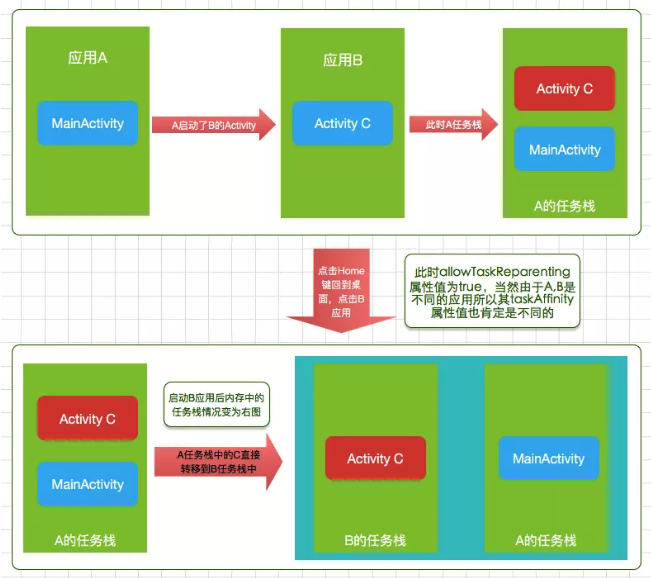 应用A
MainActivity
A启动了B的Activity
应用B
Activity C
此时A任务栈
Activity C
MainActivity
A的任务栈
点击Home
键回到桌
面，点击B
应用
此时allowTaskReparenting
属性值为true，当然由于A,B是
不同的应用所以其taskAffinity
属性值也肯定是不同的
Activity C
MainActivity
A的任务栈
启动B应用后内存中的
任务栈情况变为右图
A任务栈中的C直接
转移到B任务栈中
Activity C
B的任务栈
MainActivity
A的任务栈